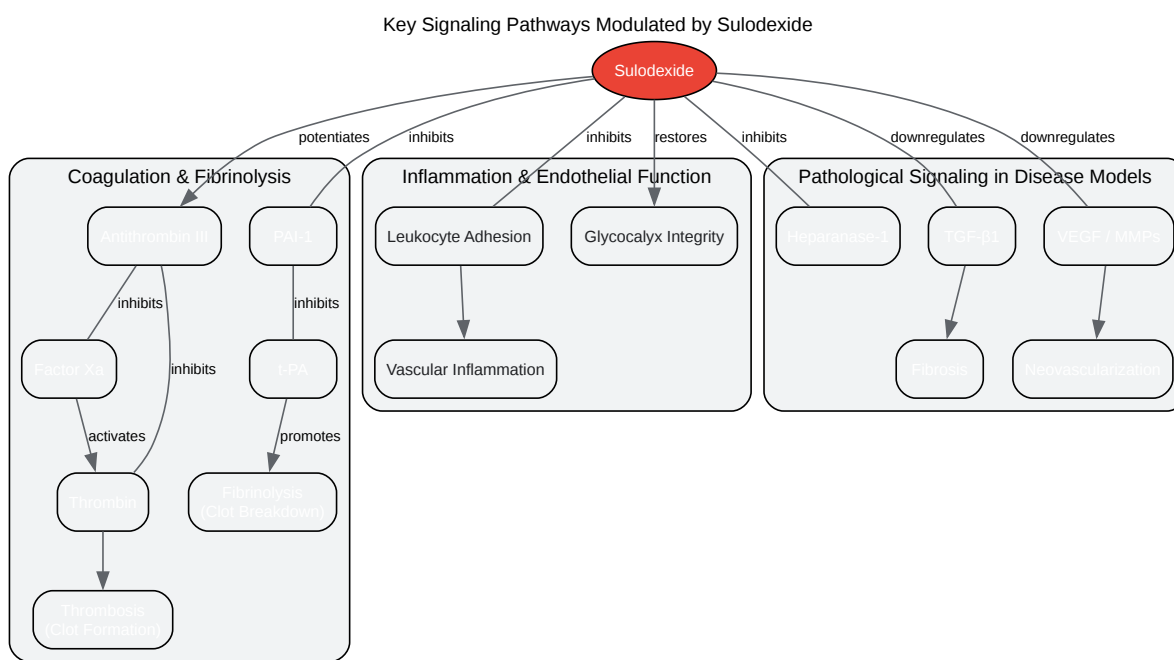 Key Signaling Pathways Modulated by Sulodexide
Sulodexide
potentiates
inhibits
inhibits
restores
inhibits
downregulates
downregulates
Coagulation & Fibrinolysis
Inflammation & Endothelial Function
Pathological Signaling in Disease Models
Antithrombin III
PAI-1
Leukocyte Adhesion
Glycocalyx Integrity
Heparanase-1
TGF-β1
VEGF / MMPs
inhibits
inhibits
Factor Xa
inhibits
t-PA
Vascular Inflammation
Fibrosis
Neovascularization
activates
promotes
Thrombin
Fibrinolysis
(Clot Breakdown)
Thrombosis
(Clot Formation)